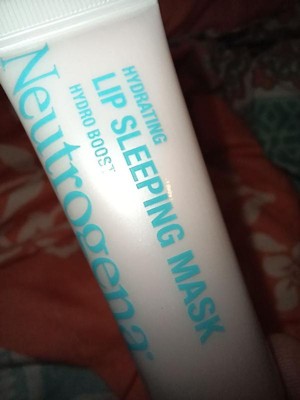 Neutrogena
HYDRO BOOST
HYDRATING
LIP SLEEPING MASK